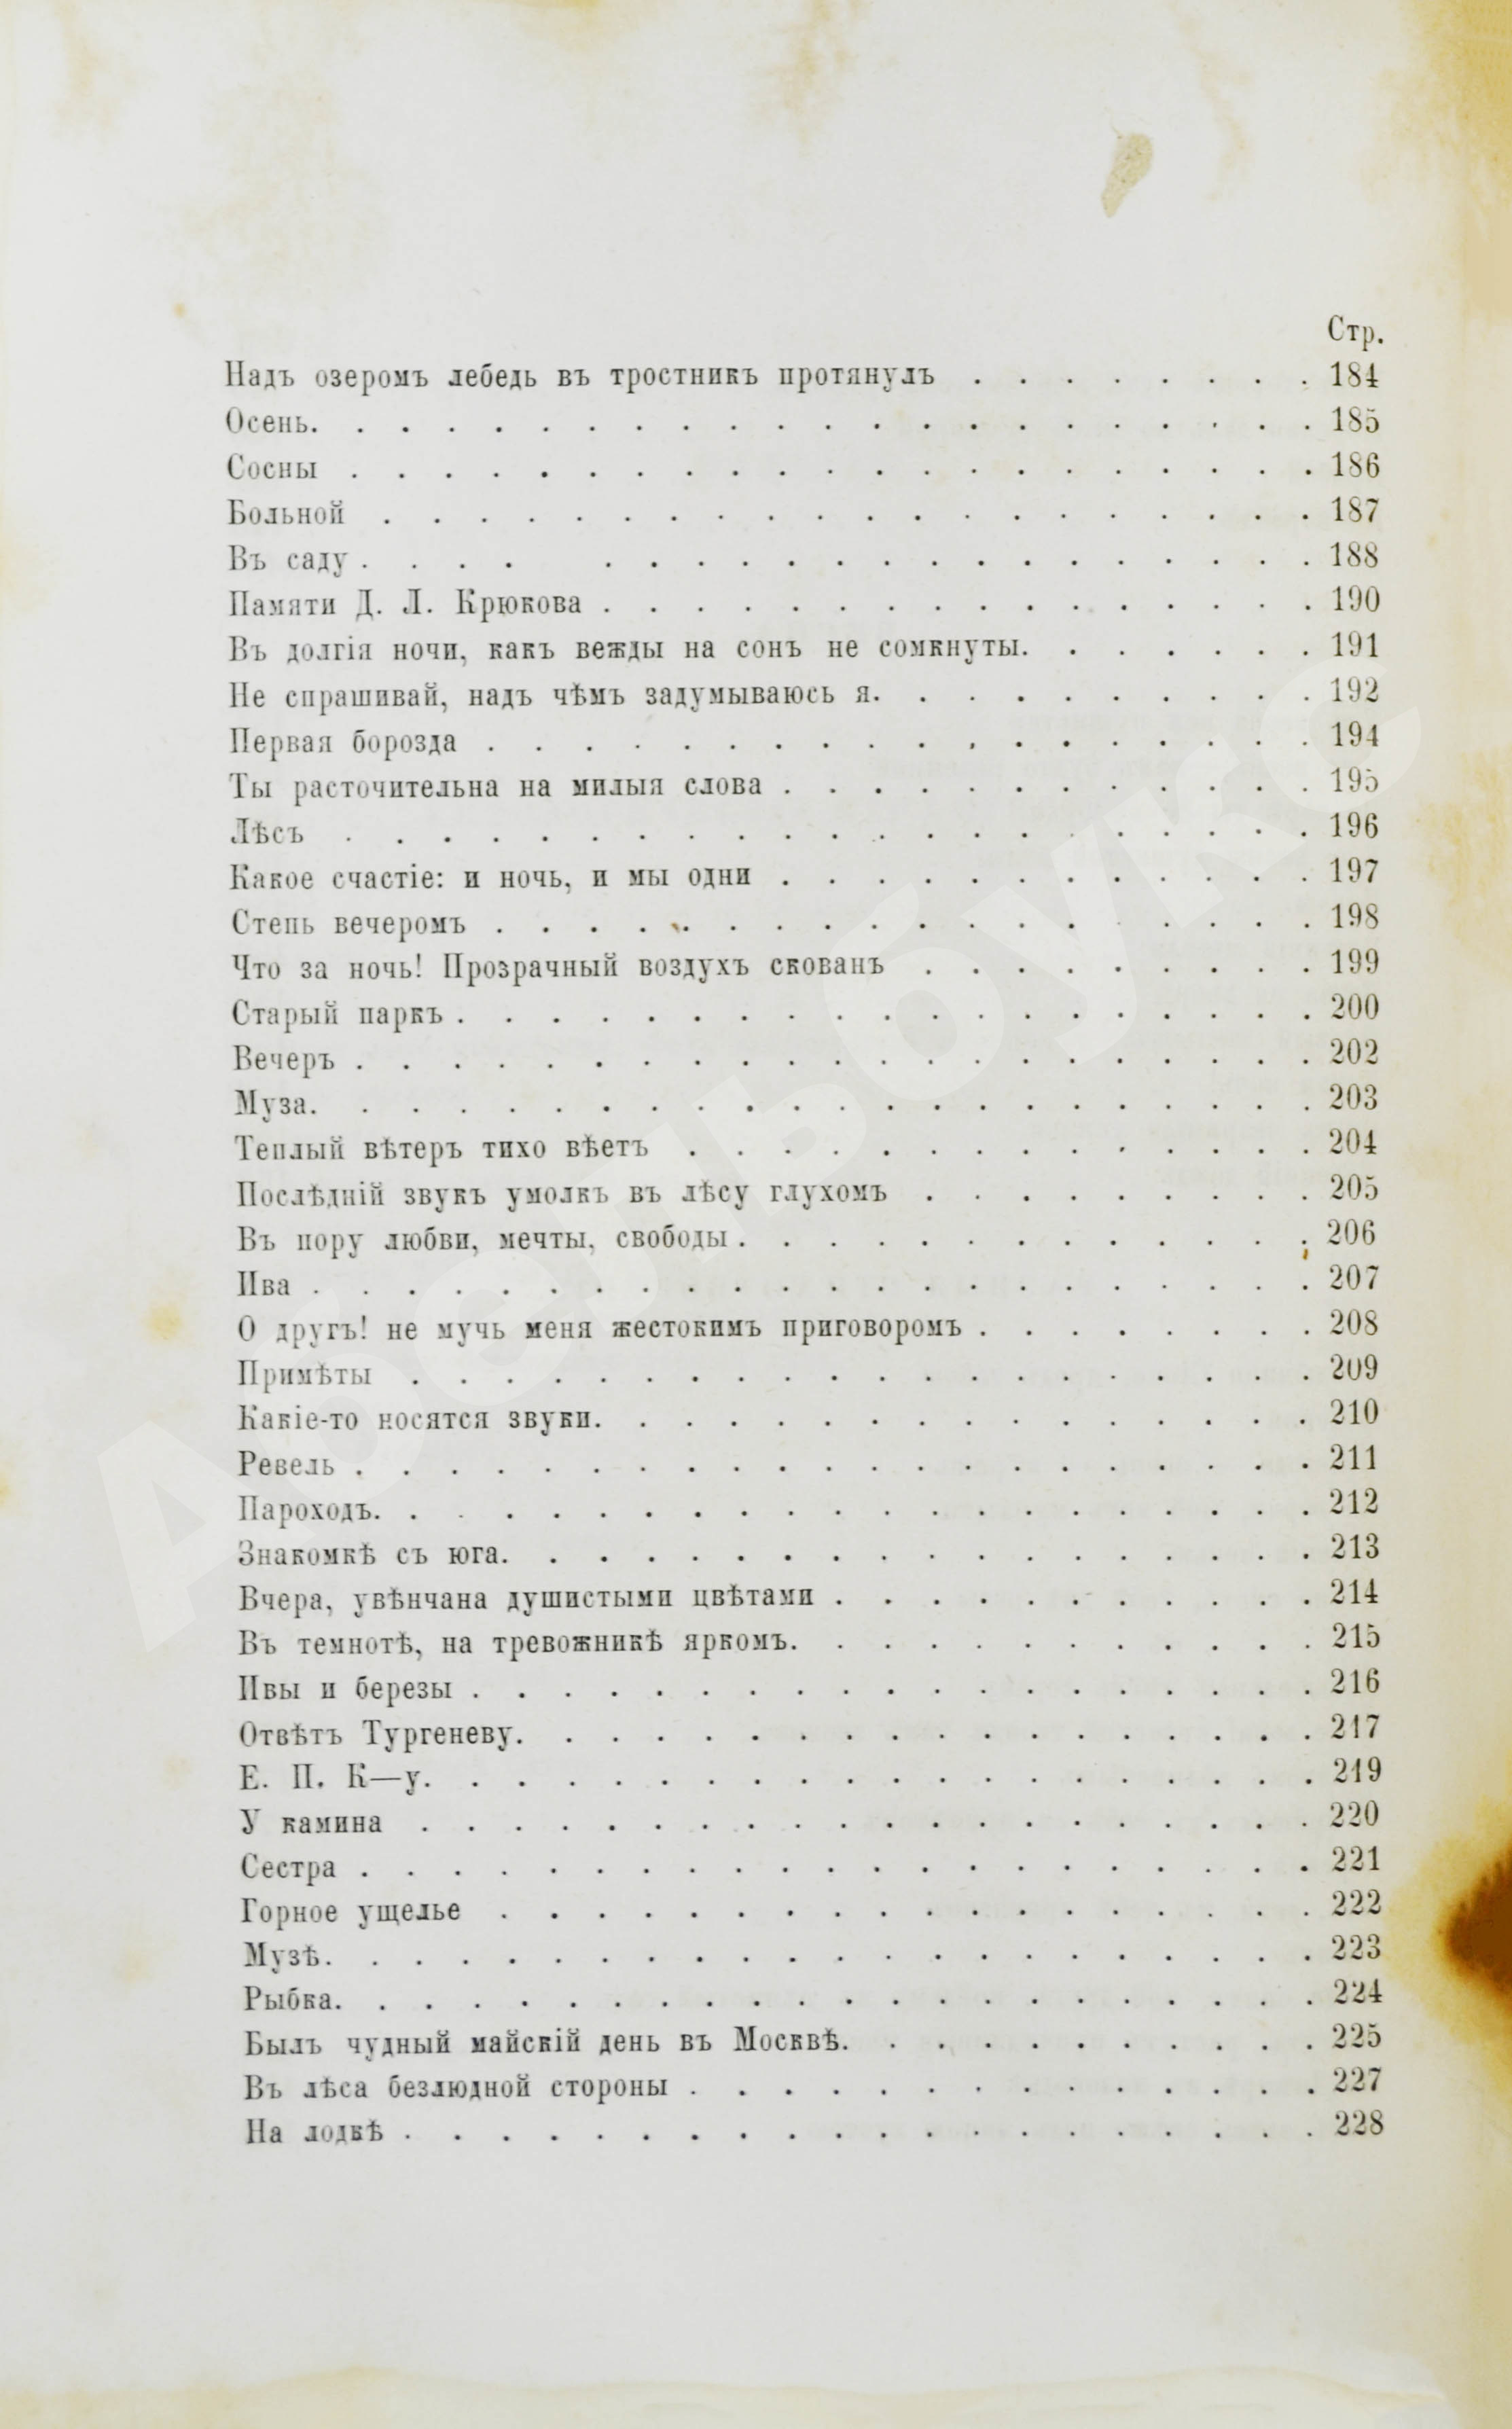 Стр.
Надъ озеромъ лебедь въ тростникъ протянулъ . . . . . . . . 184
Осень. . . . . . . . . . . . . . . . . . . . . . 185
Сосны . . . . . . . . . . . . . . . . . . . . . 186
Больной . . . . . . . . . . . . . . . . . . . . 187
Въ саду . . . . . . . . . . . . . . . . . . . . 188
Памяти Д. Л. Крюкова . . . . . . . . . . . . . . . . 190
Въ долгія ночи, какъ вежды на сонъ не сомкнуты. . . . . . . 191
Не спрашивай, надъ чѣмъ задумываюсь я. . . . . . . . . . 192
Первая борозда . . . . . . . . . . . . . . . . . . 194
Ты расточительна на милыя слова . . . . . . . . . . . . 195
Лѣсъ . . . . . . . . . . . . . . . . . . . . . 196
Какое счастіе: и ночь, и мы одни . . . . . . . . . . . . 197
Степь вечеромъ . . . . . . . . . . . . . . . . . . 198
Что за ночь! Прозрачный воздухъ скованъ . . . . . . . . . 199
Старый паркъ . . . . . . . . . . . . . . . . . . . 200
Вечеръ . . . . . . . . . . . . . . . . . . . . . 202
Муза. . . . . . . . . . . . . . . . . . . . . . 203
Теплый вѣтеръ тихо вѣетъ . . . . . . . . . . . . . . 204
Послѣдній звукъ умолкъ въ лѣсу глухомъ . . . . . . . . . 205
Въ пору любви, мечты, свободы . . . . . . . . . . . . . 206
Ива . . . . . . . . . . . . . . . . . . . . . . 207
О другъ! не мучь меня жестокимъ приговоромъ . . . . . . . . 208
Примѣты . . . . . . . . . . . . . . . . . . . . 209
Какіе-то носятся звуки. . . . . . . . . . . . . . . . 210
Ревель . . . . . . . . . . . . . . . . . . . . . 211
Пароходъ. . . . . . . . . . . . . . . . . . . . . 212
Знакомкѣ съ юга. . . . . . . . . . . . . . . . . . 213
Вчера, увѣнчана душистыми цвѣтами . . . . . . . . . . . 214
Въ темнотѣ, на тревожникѣ яркомъ. . . . . . . . . . . . 215
Ивы и березы . . . . . . . . . . . . . . . . . . . 216
Отвѣтъ Тургеневу. . . . . . . . . . . . . . . . . . 217
Е. П. К—у. . . . . . . . . . . . . . . . . . . . 219
У камина . . . . . . . . . . . . . . . . . . . . 220
Сестра . . . . . . . . . . . . . . . . . . . . . 221
Горное ущелье . . . . . . . . . . . . . . . . . . 222
Музѣ. . . . . . . . . . . . . . . . . . . . . . 223
Рыбка. . . . . . . . . . . . . . . . . . . . . . 224
Былъ чудный майскій день въ Москвѣ. . . . . . . . . . . 225
Въ лѣса безлюдной стороны . . . . . . . . . . . . . . 227
На лодкѣ . . . . . . . . . . . . . . . . . . . . 228
Абельбукс